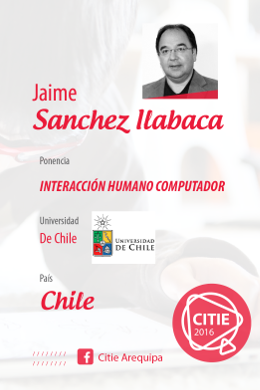 Jaime
Sanchez Ilabaca
Ponencia
INTERACCIÓN HUMANO COMPUTADOR
Universidad
De Chile
UNIVERSIDAD
DE CHILE
País
Chile
CITIE
2016
Citie Arequipa